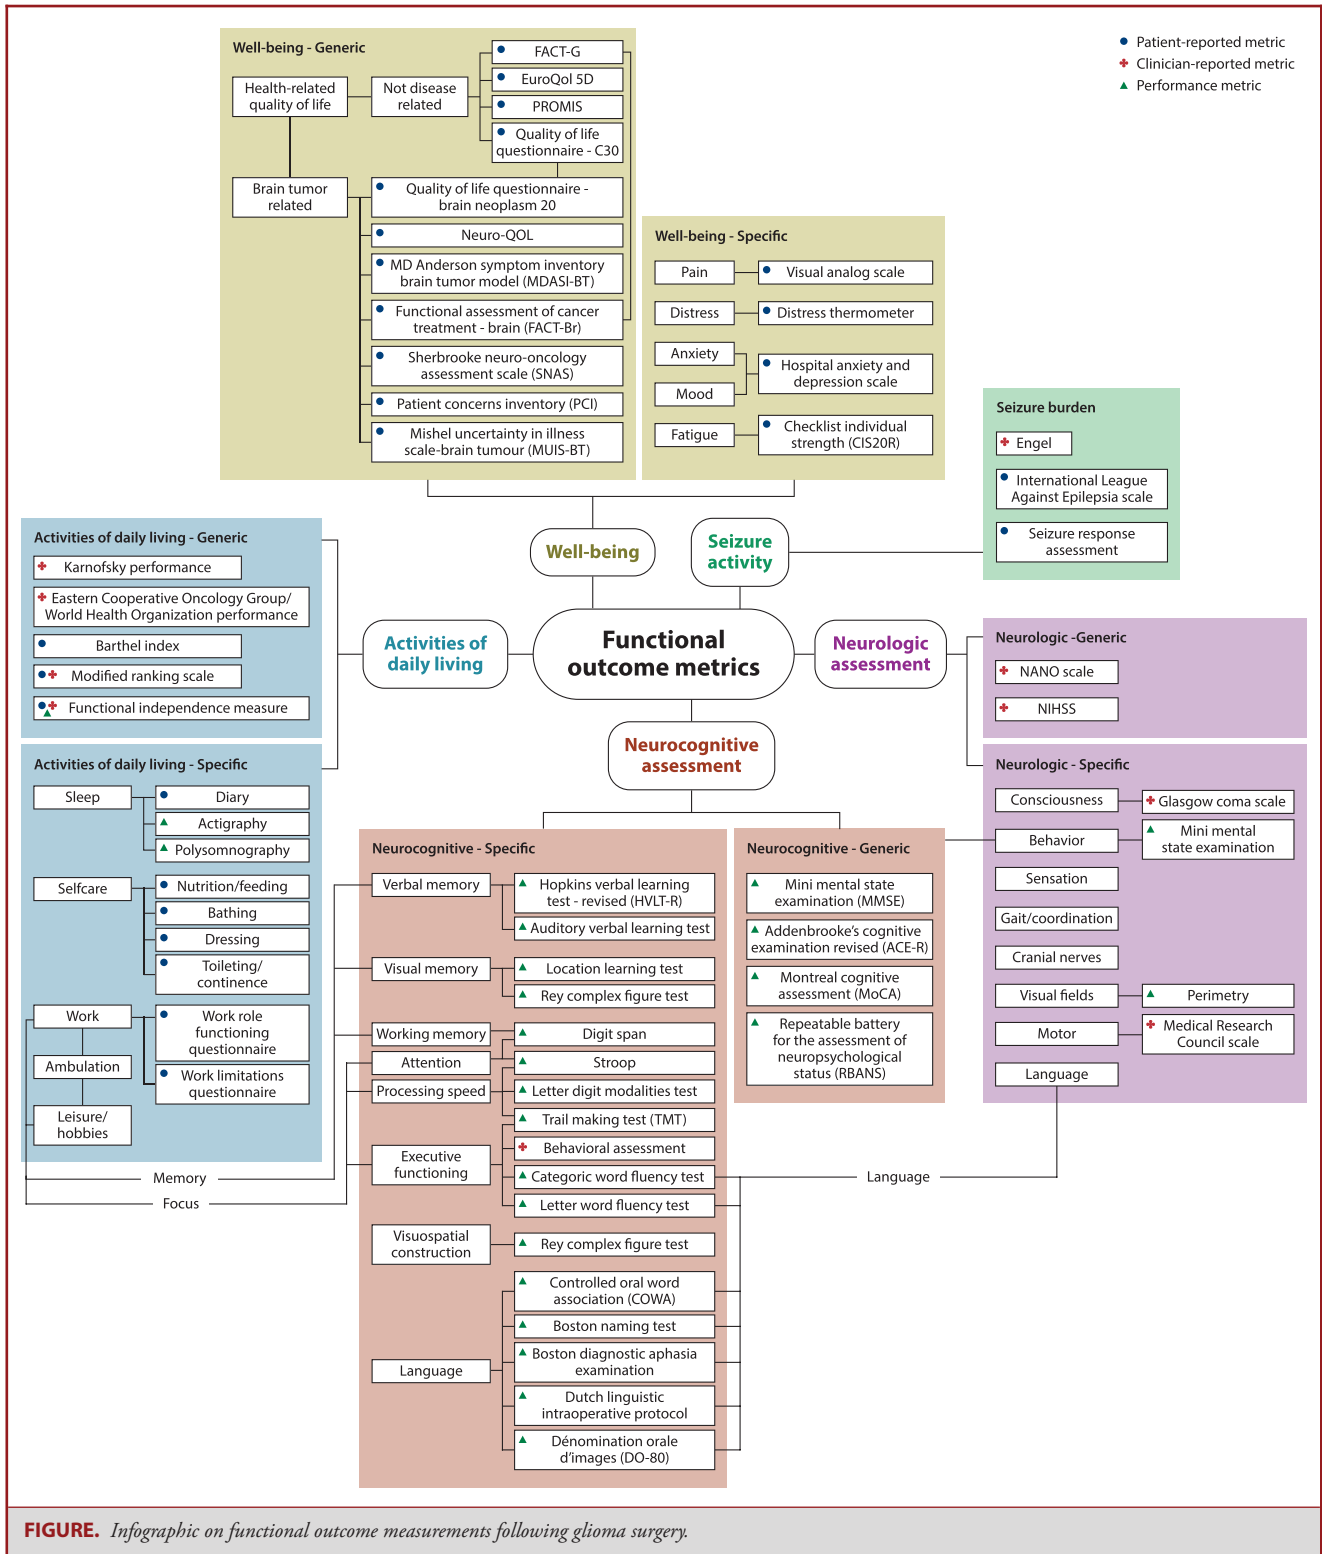 Patient-reported metric
Clinician-reported metric
Performance metric
Well-being - Generic
Health-related
quality of life
Not disease
related
FACT-G
EuroQol 5D
PROMIS
Quality of life
questionnaire - C30
Brain tumor
related
Quality of life questionnaire -
brain neoplasm 20
Neuro-QOL
MD Anderson symptom inventory
brain tumor model (MDASI-BT)
Functional assessment of cancer
treatment - brain (FACT-Br)
Sherbrooke neuro-oncology
assessment scale (SNAS)
Patient concerns inventory (PCI)
Mishel uncertainty in illness
scale-brain tumour (MUIS-BT)
Well-being - Specific
Pain
Visual analog scale
Distress
Distress thermometer
Anxiety
Mood
Hospital anxiety and
depression scale
Fatigue
Checklist individual
strength (CIS20R)
Seizure burden
Engel
International League
Against Epilepsia scale
Seizure response
assessment
Well-being
Seizure
activity
Activities of
daily living
Functional
outcome metrics
Neurologic
assessment
Neurocognitive
assessment
Activities of daily living - Generic
Karnofsky performance
Eastern Cooperative Oncology Group/
World Health Organization performance
Barthel index
Modified ranking scale
Functional independence measure
Activities of daily living - Specific
Sleep
Diary
Actigraphy
Polysomnography
Selfcare
Nutrition/feeding
Bathing
Dressing
Toileting/
continence
Work
Work role
functioning
questionnaire
Ambulation
Work limitations
questionnaire
Leisure/
hobbies
Memory
Focus
Neurologic -Generic
NANO scale
NIHSS
Neurologic - Specific
Consciousness
Glasgow coma scale
Behavior
Mini mental
state examination
Sensation
Gait/coordination
Cranial nerves
Visual fields
Perimetry
Motor
Medical Research
Council scale
Language
Language
Neurocognitive - Specific
Verbal memory
Hopkins verbal learning
test - revised (HVLT-R)
Auditory verbal learning test
Visual memory
Location learning test
Rey complex figure test
Working memory
Digit span
Attention
Stroop
Processing speed
Letter digit modalities test
Trail making test (TMT)
Executive
functioning
Behavioral assessment
Categoric word fluency test
Letter word fluency test
Visuospatial
construction
Rey complex figure test
Language
Controlled oral word
association (COWA)
Boston naming test
Boston diagnostic aphasia
examination
Dutch linguistic
intraoperative protocol
Dénomination orale
d’images (DO-80)
Neurocognitive - Generic
Mini mental state
examination (MMSE)
Addenbrooke’s cognitive
examination revised (ACE-R)
Montreal cognitive
assessment (MoCA)
Repeatable battery
for the assessment of
neuropsychological
status (RBANS)
FIGURE. Infographic on functional outcome measurements following glioma surgery.